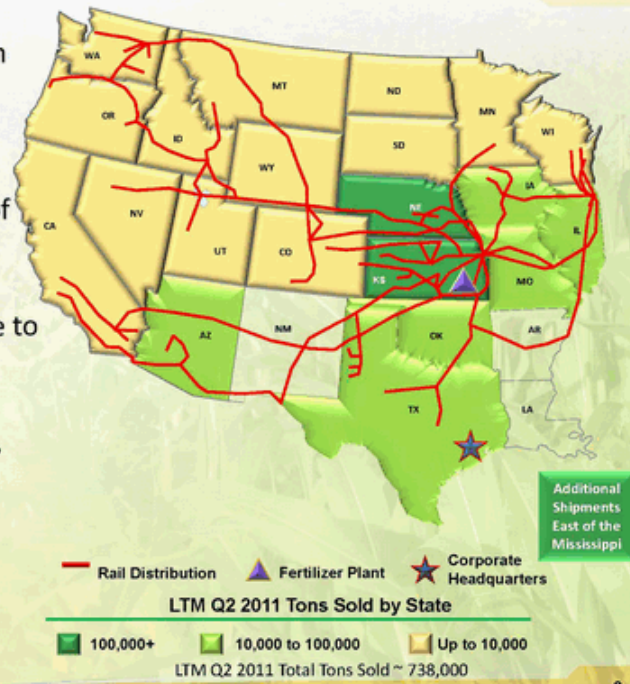 n
WA
MT
ND
MN
OR
ID
WI
SD
WY
of
NE
IA
NV
CA
IL
UT
CO
KS
MO
e to
AZ
NM
OK
AR
TX
LA
Additional
Shipments
East of the
Mississippi
Rail Distribution
Fertilizer Plant
Corporate
Headquarters
LTM Q2 2011 Tons Sold by State
100,000+
10,000 to 100,000
Up to 10,000
LTM Q2 2011 Total Tons Sold ~ 738,000